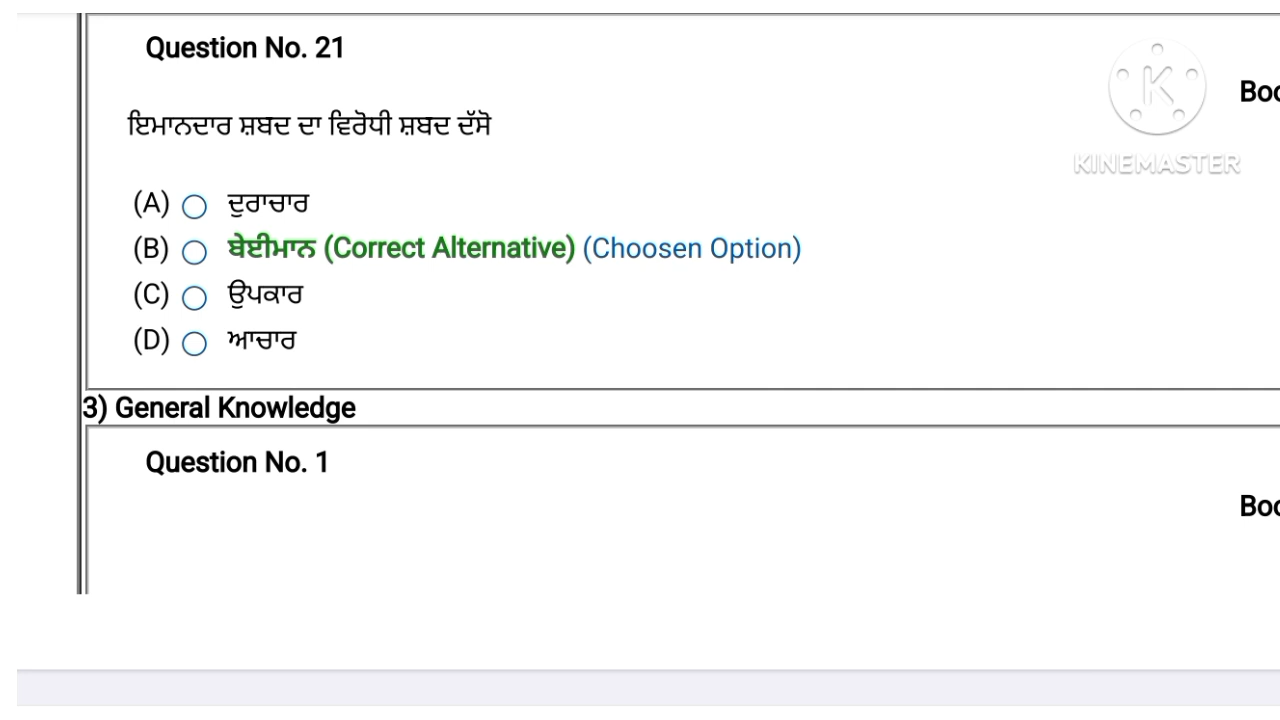 Question No. 21
KINEMASTER
ਇਮਾਨਦਾਰ ਸ਼ਬਦ ਦਾ ਵਿਰੋਧੀ ਸ਼ਬਦ ਦੱਸੋ
(A) ਦੁਰਾਚਾਰ
(B) ਬੇਈਮਾਨ (Correct Alternative) (Choosen Option)
(C) ਉਪਕਾਰ
(D) ਆਚਾਰ
3) General Knowledge
Question No. 1